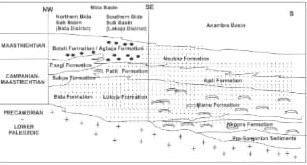 Bida Basin
NW
SE
S
Northern Bida
Sub Basin
(Bida District)
Southern Bida
Sub Basin
(Lokoja District)
Anambra Basin
MAASTRICHTIAN
Batati Formation / Agbaja Formation
Nsukka Formation
Enagi Formation
Patti Formation
CAMPANIAN-
MAASTRICHTIAN
Sakpe Formation
Ajali Formation
Bida Formation
Lokoja Formation
Mamu Formation
PRECAMBRIAN
TO
LOWER
PALEOZOIC
Nkporo Formation
Pre-Santonian Sediments